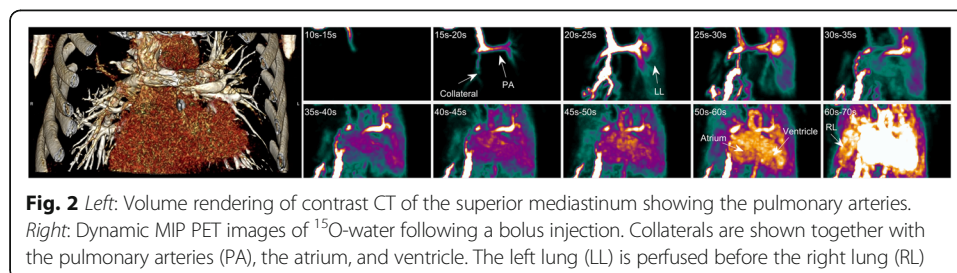 10s-15s
15s-20s
20s-25s
25s-30s
30s-35s
Collateral
PA
LL
35s-40s
40s-45s
45s-50s
50s-60s
60s-70s
Atrium
Ventricle
RL
Fig. 2 Left: Volume rendering of contrast CT of the superior mediastinum showing the pulmonary arteries.
Right: Dynamic MIP PET images of ¹⁵O-water following a bolus injection. Collaterals are shown together with
the pulmonary arteries (PA), the atrium, and ventricle. The left lung (LL) is perfused before the right lung (RL)